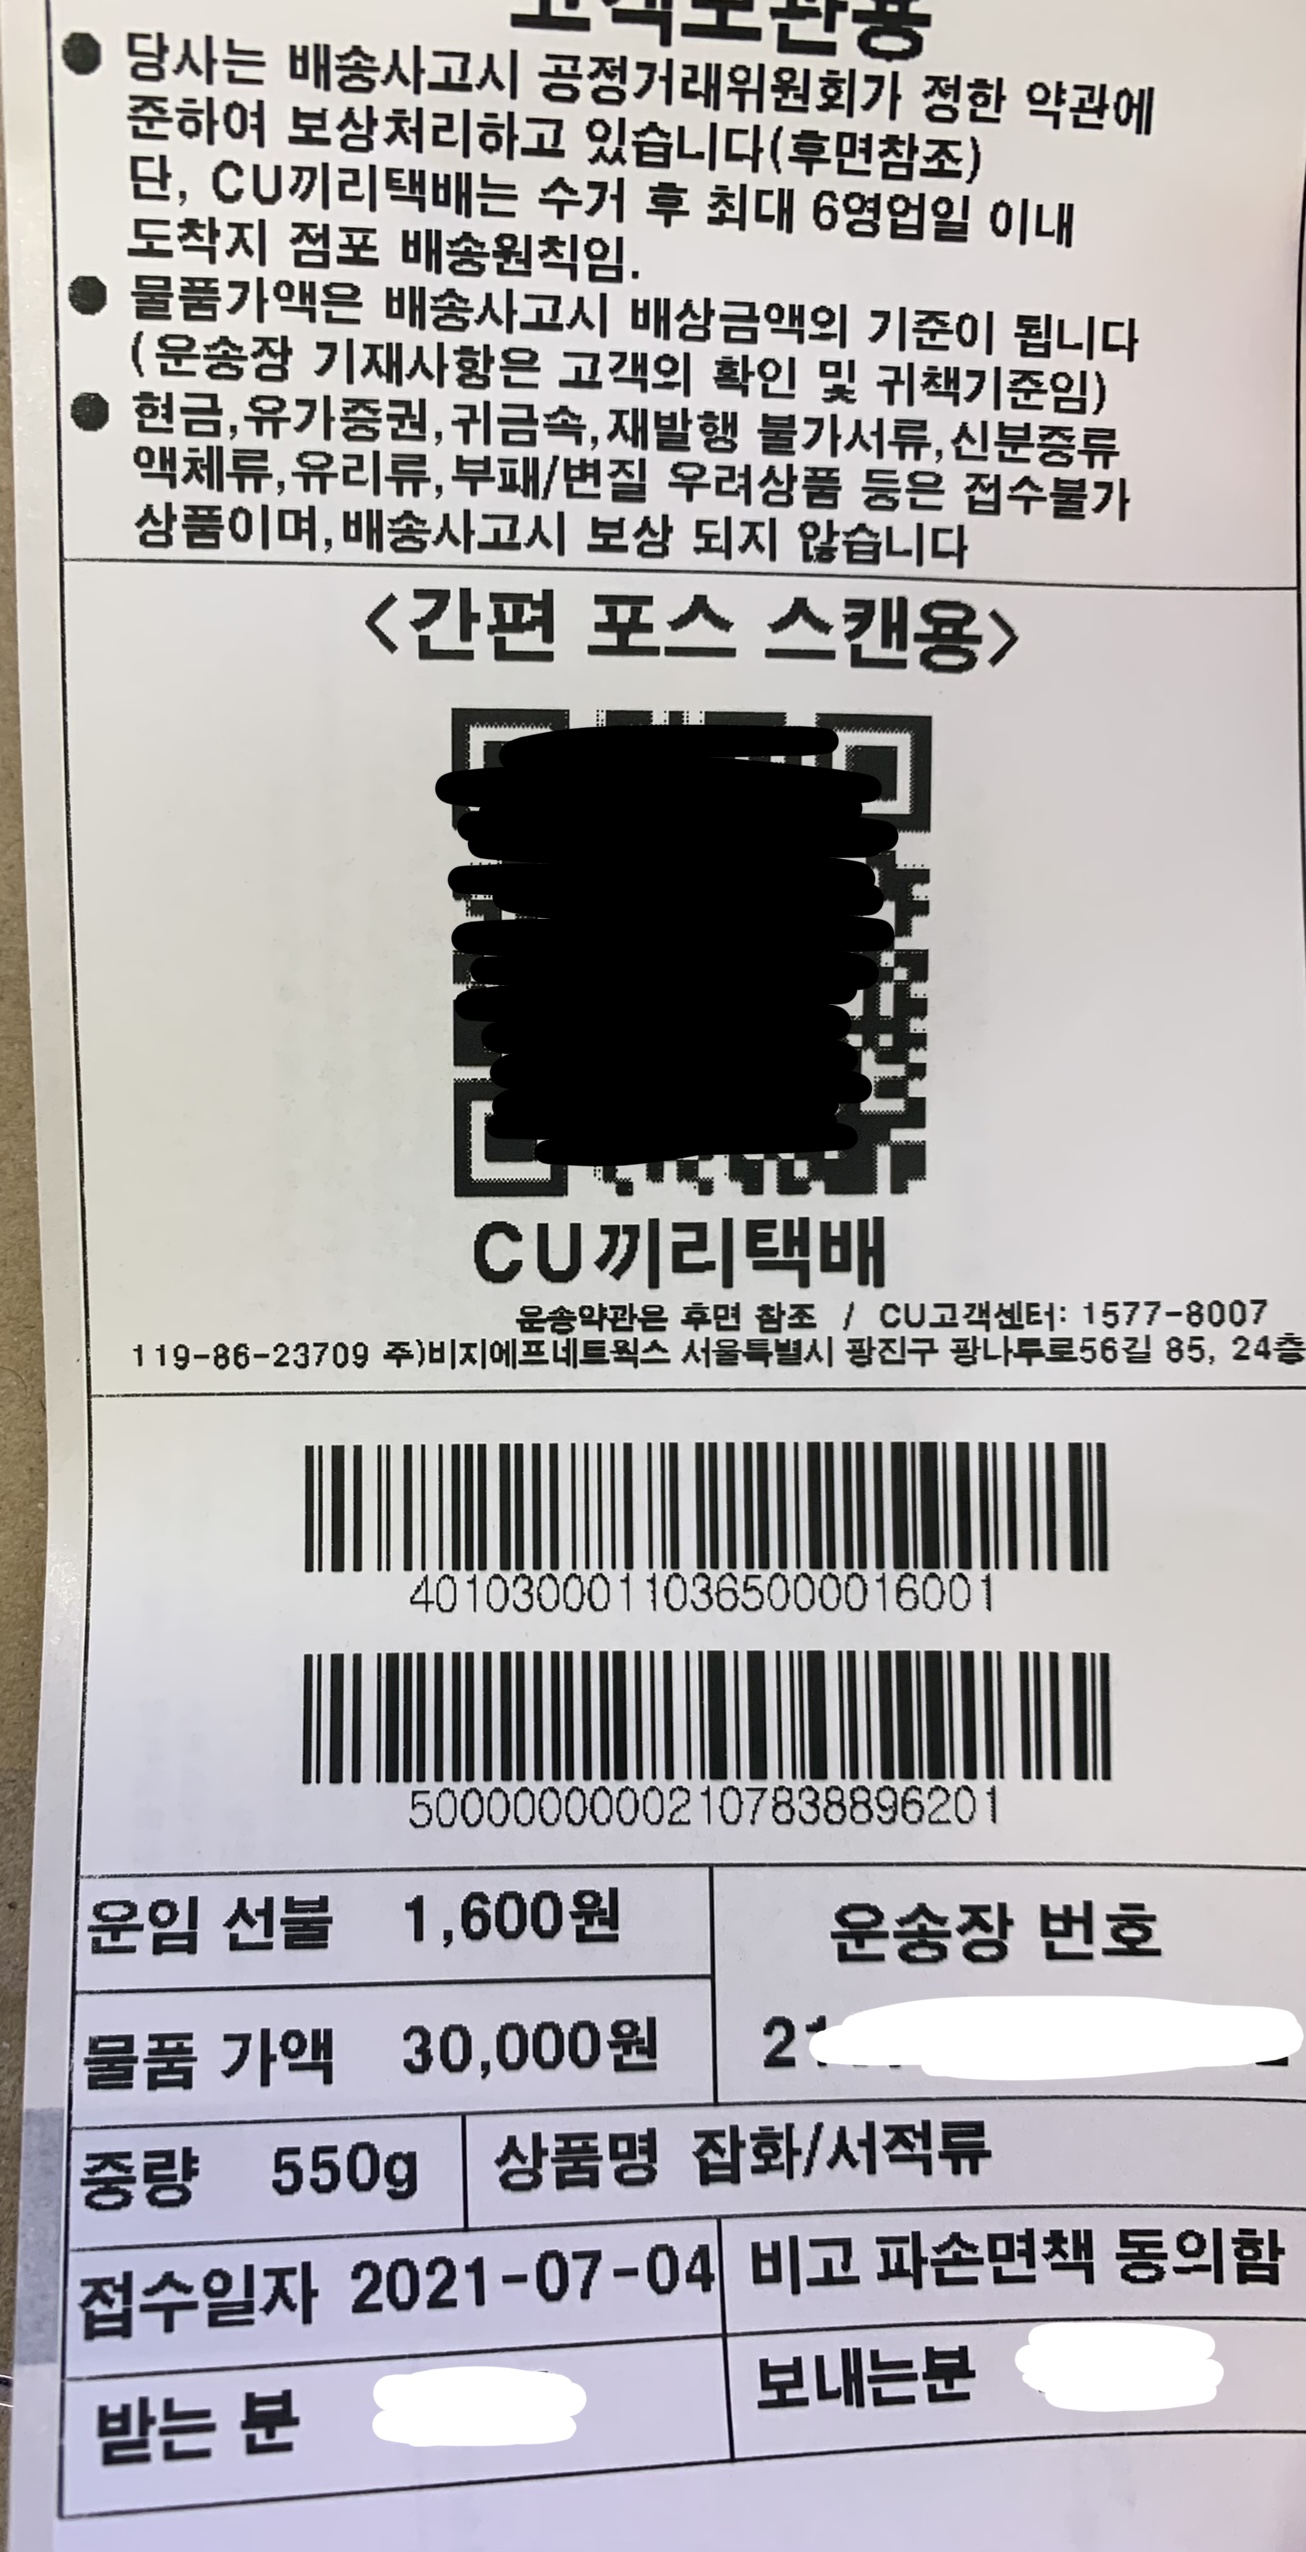 고객보관용
● 당사는 배송사고시 공정거래위원회가 정한 약관에
준하여 보상처리하고 있습니다(후면참조)
단, CU끼리택배는 수거 후 최대 6영업일 이내
도착지 점포 배송원칙임.
● 물품가액은 배송사고시 배상금액의 기준이 됩니다
(운송장 기재사항은 고객의 확인 및 귀책기준임)
● 현금,유가증권,귀금속,재발행 불가서류,신분증류
액체류,유리류,부패/변질 우려상품 등은 접수불가
상품이며,배송사고시 보상 되지 않습니다
<간편 포스 스캔용>
CU끼리택배
운송약관은 후면 참조 / CU고객센터: 1577-8007
119-86-23709 주)비지에프네트웍스 서울특별시 광진구 광나루로56길 85, 24층
40103000110365000016001
500000000002107838896201
운임 선불 1,600원
운송장 번호
물품 가액 30,000원
21
중량 550g 상품명 잡화/서적류
접수일자 2021-07-04 비고 파손면책 동의함
받는 분 보내는분